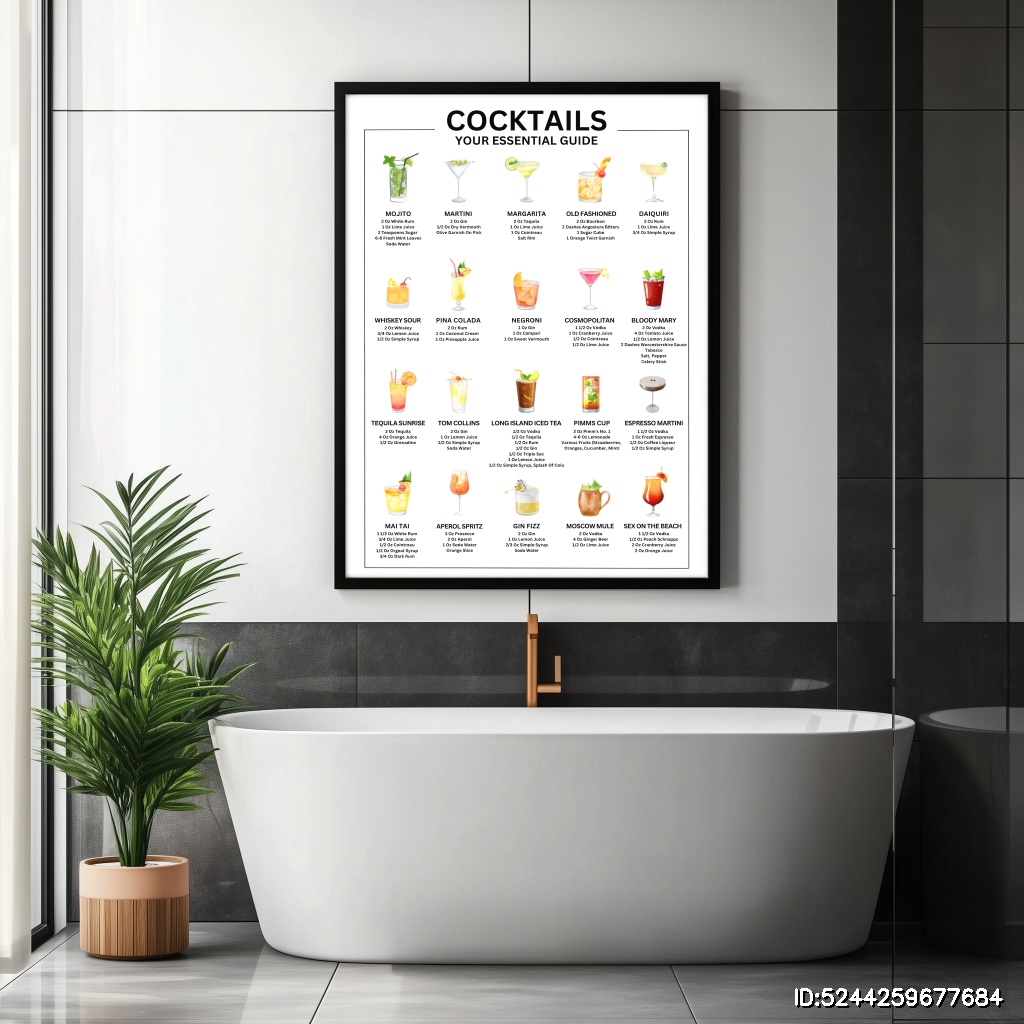 COCKTAILS
YOUR ESSENTIAL GUIDE
MOJITO
2 Oz White Rum
1 Oz Lime Juice
2 Teaspoons Sugar
6-8 Fresh Mint Leaves
Soda Water
MARTINI
2 Oz Gin
1/2 Oz Dry Vermouth
Olive Garnish On Pick
MARGARITA
2 Oz Tequila
1 Oz Lime Juice
1 Oz Cointreau
Salt Rim
OLD FASHIONED
2 Oz Bourbon
2 Dashes Angostura Bitters
1 Sugar Cube
1 Orange Twist Garnish
DAIQUIRI
2 Oz Rum
1 Oz Lime Juice
3/4 Oz Simple Syrup
WHISKEY SOUR
2 Oz Whiskey
3/4 Oz Lemon Juice
1/2 Oz Simple Syrup
PINA COLADA
2 Oz Rum
1 Oz Coconut Cream
1 Oz Pineapple Juice
NEGRONI
1 Oz Gin
1 Oz Campari
1 Oz Sweet Vermouth
COSMOPOLITAN
1 1/2 Oz Vodka
1 Oz Cranberry Juice
1/2 Oz Cointreau
1/2 Oz Lime Juice
BLOODY MARY
2 Oz Vodka
4 Oz Tomato Juice
1/2 Oz Lemon Juice
2 Dashes Worcestershire Sauce
Tobasco
Salt, Pepper
Celery Stick
TEQUILA SUNRISE
2 Oz Tequila
4 Oz Orange Juice
1/2 Oz Grenadine
TOM COLLINS
2 Oz Gin
1 Oz Lemon Juice
1/2 Oz Simple Syrup
Soda Water
LONG ISLAND ICED TEA
1/2 Oz Vodka
1/2 Oz Tequila
1/2 Oz Rum
1/2 Oz Gin
1/2 Oz Triple Sec
1 Oz Lemon Juice
1/2 Oz Simple Syrup, Splash Of Cola
PIMMS CUP
2 Oz Pimm's No. 1
4-6 Oz Lemonade
Various Fruits (Strawberries,
Oranges, Cucumber, Mint)
ESPRESSO MARTINI
1 1/2 Oz Vodka
1 Oz Fresh Espresso
1/2 Oz Coffee Liqueur
1/2 Oz Simple Syrup
MAI TAI
1 1/2 Oz White Rum
3/4 Oz Lime Juice
1/2 Oz Cointreau
1/2 Oz Orgeat Syrup
3/4 Oz Dark Rum
APEROL SPRITZ
3 Oz Prosecco
2 Oz Aperol
1 Oz Soda Water
Orange Slice
GIN FIZZ
2 Oz Gin
1 Oz Lemon Juice
2/3 Oz Simple Syrup
Soda Water
MOSCOW MULE
2 Oz Vodka
4 Oz Ginger Beer
1/2 Oz Lime Juice
SEX ON THE BEACH
1 1/2 Oz Vodka
1/2 Oz Peach Schnapps
2 Oz Cranberry Juice
2 Oz Orange Juice
ID:5244259677684